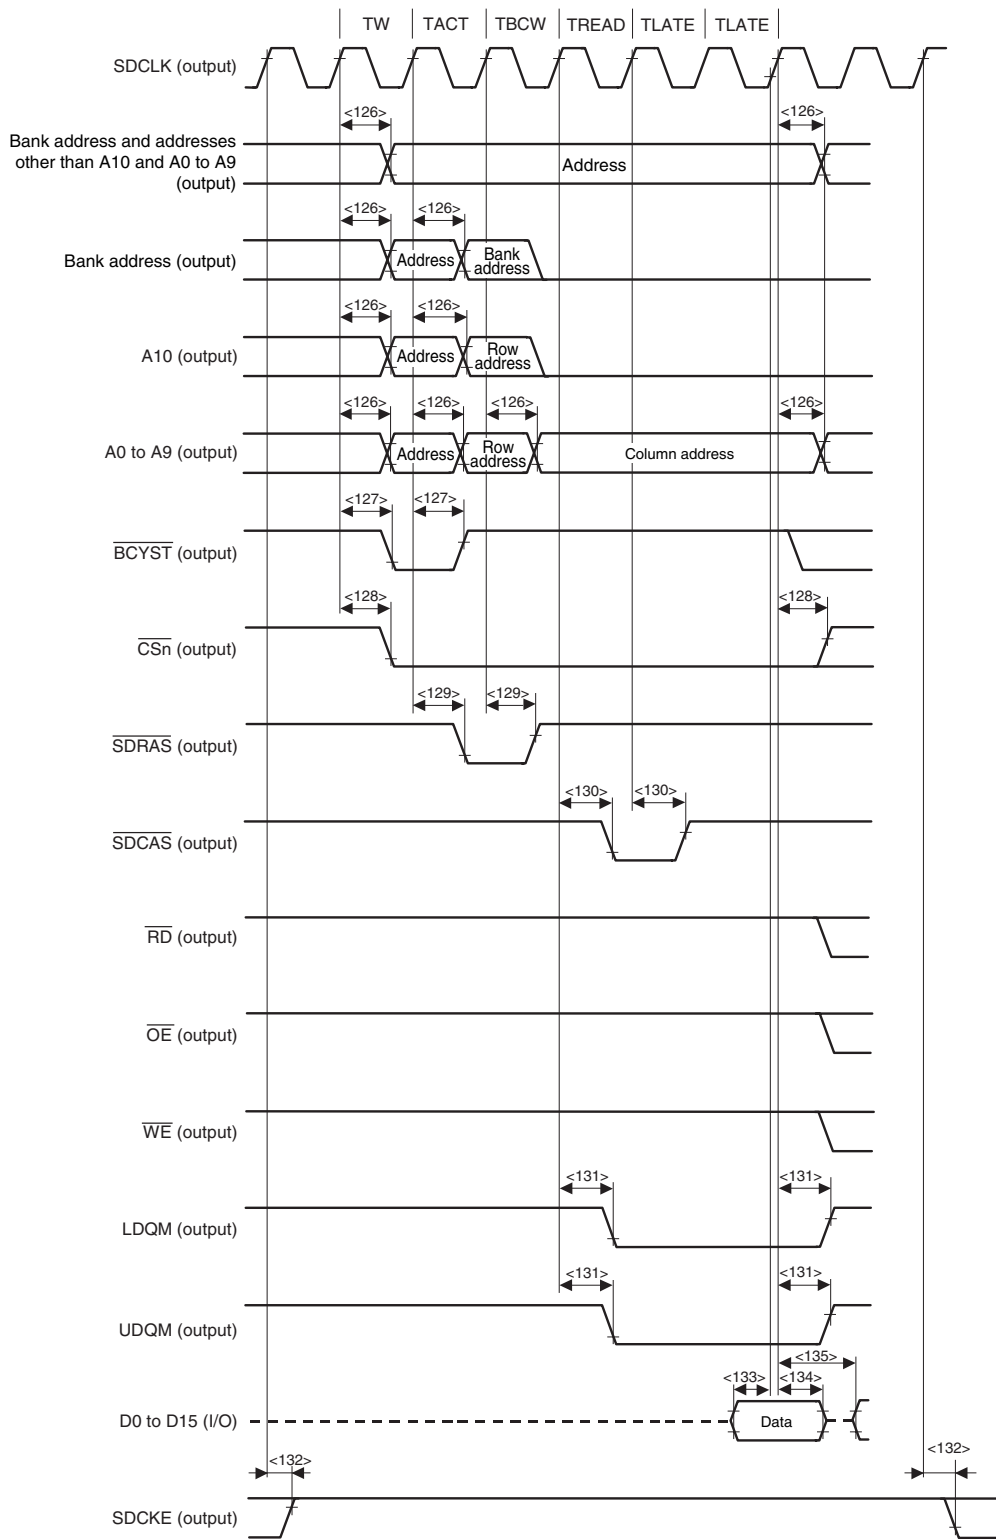 TW TACT TBCW TREAD TLATE TLATE
SDCLK (output)
<126> <126>
Bank address and addresses
other than A10 and A0 to A9
(output)
Address
<126> <126>
Bank address (output)
Address
Bank
address
<126> <126>
A10 (output)
Address
Row
address
<126> <126> <126> <126>
A0 to A9 (output)
Address
Row
address
Column address
<127> <127>
BCYST (output)
<128> <128>
CSn (output)
<129> <129>
SDRAS (output)
<130> <130>
SDCAS (output)
RD (output)
OE (output)
WE (output)
<131> <131>
LDQM (output)
<131> <131>
UDQM (output)
<135>
<133> <134>
D0 to D15 (I/O)
Data
<132> <132>
SDCKE (output)